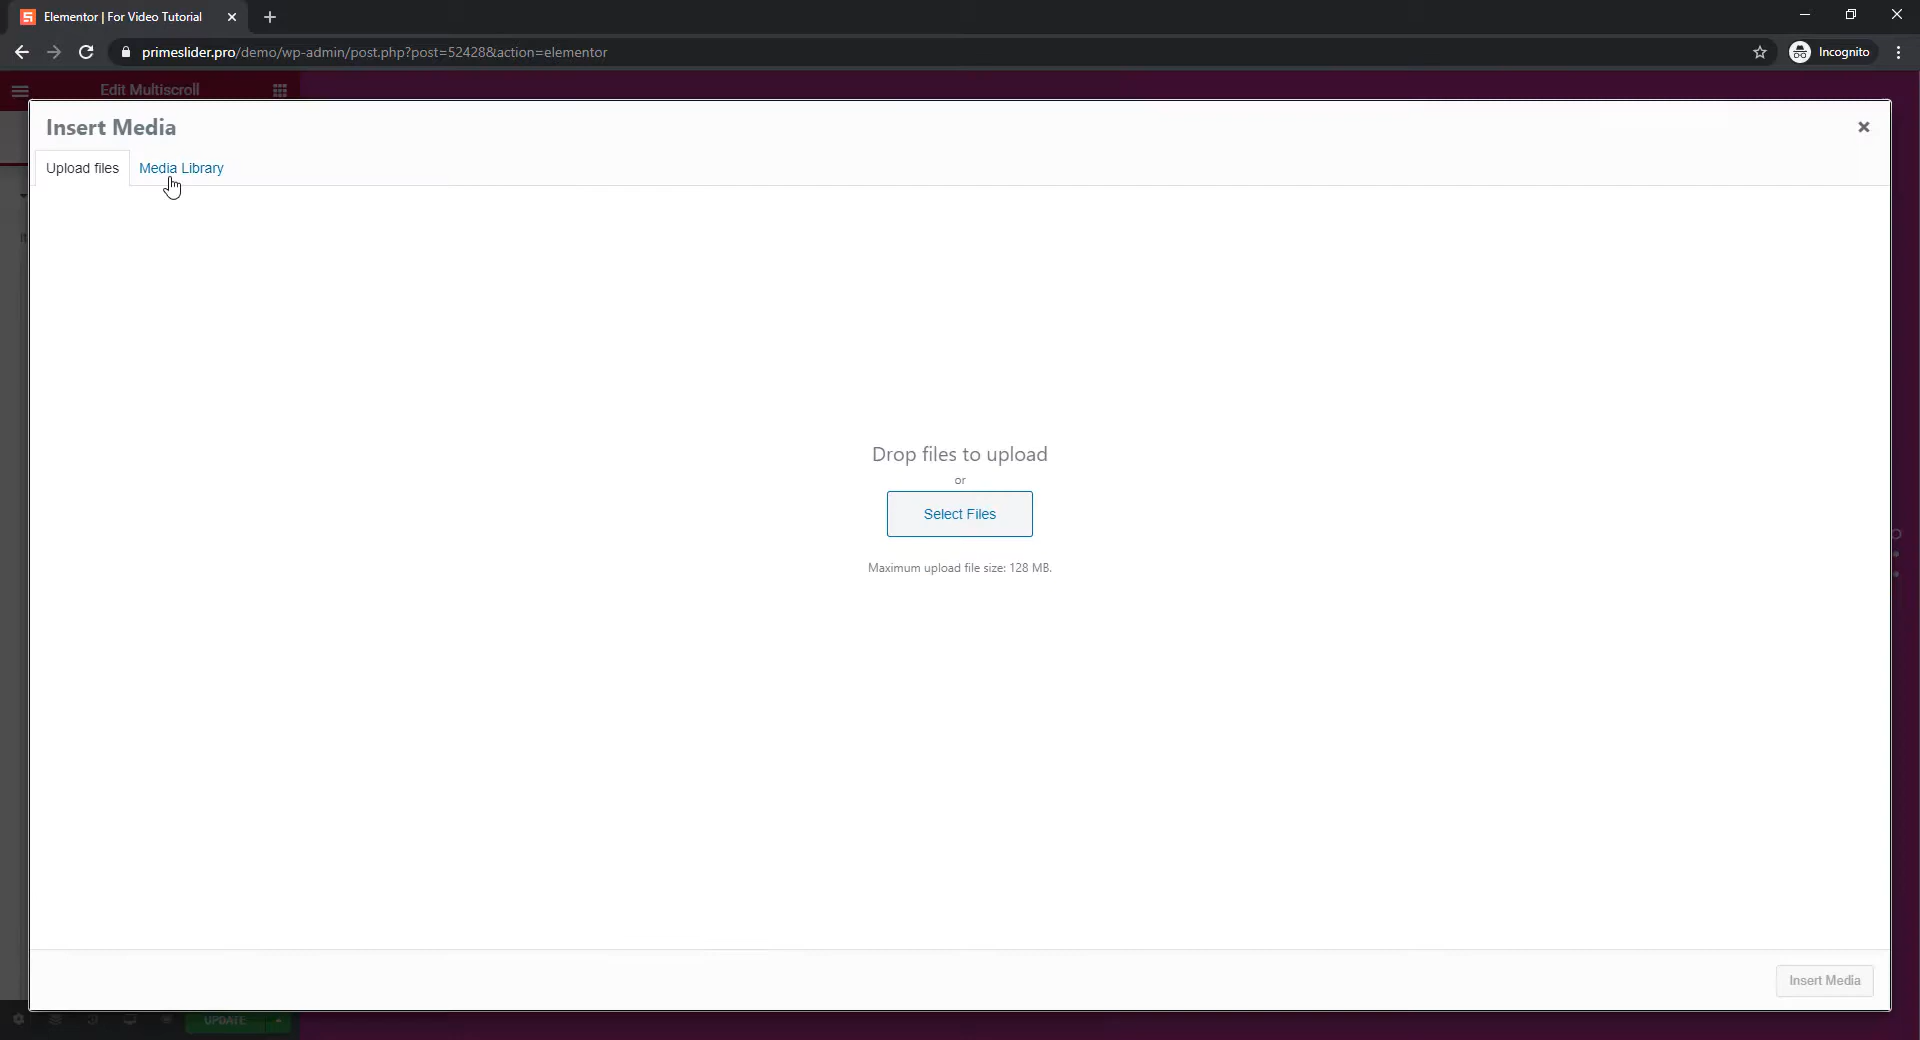 Elementor | For Video Tutorial
primeslider.pro/demo/wp-admin/post.php?post=52428&action=elementor
Incognito
Edit Multiscroll
Insert Media
Upload files
Media Library
Drop files to upload
or
Select Files
Maximum upload file size: 128 MB.
Insert Media
UPDATE